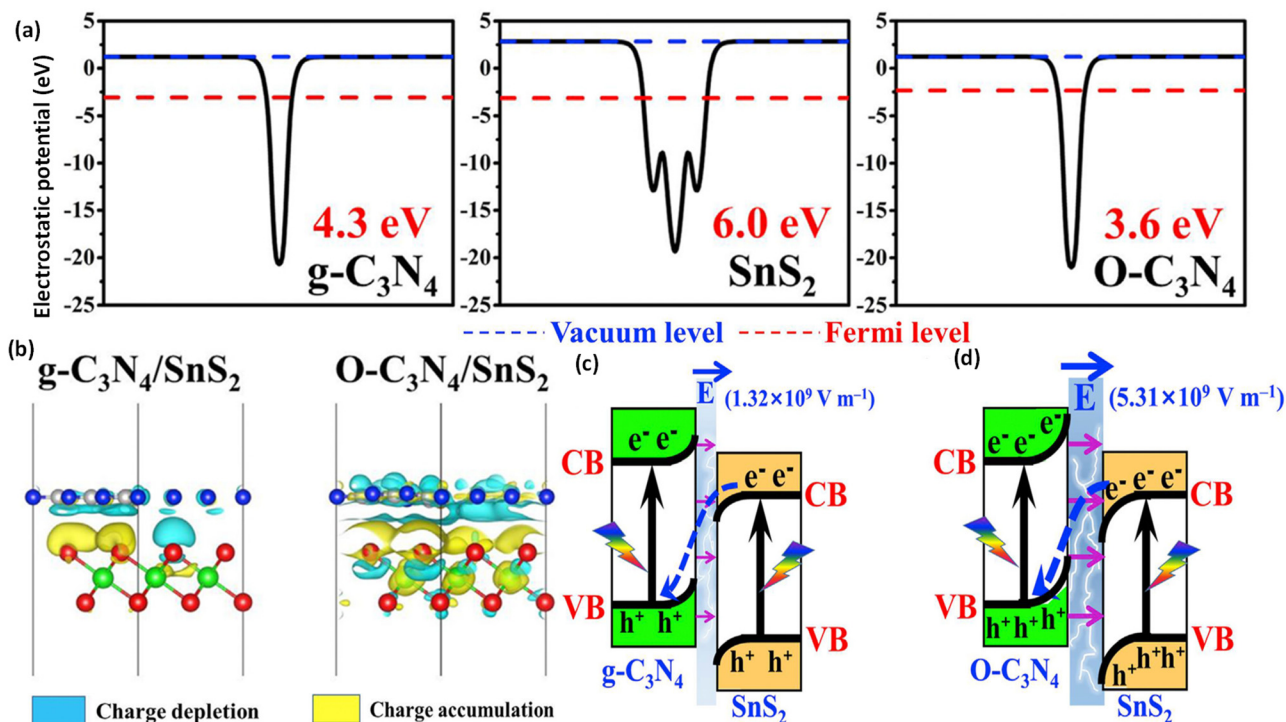 (a)
Electrostatic potential (eV)
5
0
-5
-10
-15
-20
-25
4.3 eV
g-C₃N₄
5
0
-5
-10
-15
-20
-25
6.0 eV
SnS₂
5
0
-5
-10
-15
-20
-25
3.6 eV
O-C₃N₄
Vacuum level
Fermi level
(b)
g-C₃N₄/SnS₂
O-C₃N₄/SnS₂
Charge depletion
Charge accumulation
(c)
E
(1.32×10⁹ V m⁻¹)
e⁻ e⁻
CB
e⁻ e⁻
CB
VB
h⁺ h⁺
VB
h⁺ h⁺
g-C₃N₄
SnS₂
(d)
E
(5.31×10⁹ V m⁻¹)
e⁻ e⁻ e⁻
CB
e⁻ e⁻ e⁻
CB
VB
h⁺ h⁺ h⁺
VB
h⁺ h⁺ h⁺
O-C₃N₄
SnS₂